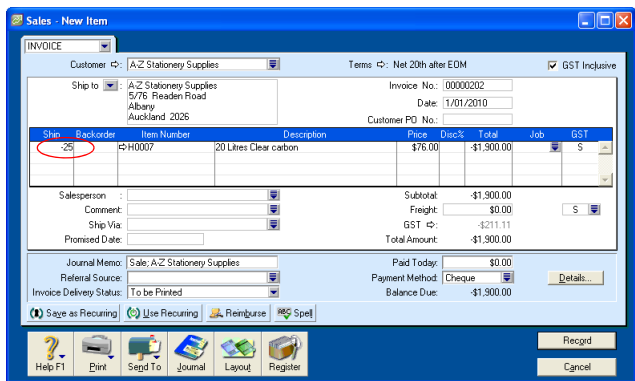 Sales - New Item
INVOICE
Customer ⇨: A-Z Stationery Supplies Terms ⇨: Net 20th after EOM GST Inclusive
Ship to : A-Z Stationery Supplies
5/76 Readen Road
Albany
Auckland 2026
Invoice No.: 00000202
Date: 1/01/2010
Customer PO No.:
Ship Backorder Item Number Description Price Disc% Total Job GST
-25 ⇨H0007 20 Litres Clear carbon $76.00 -$1,900.00 S
Salesperson : Subtotal: -$1,900.00
Comment: Freight: $0.00 S
Ship Via: GST ⇨: -$211.11
Promised Date: Total Amount: -$1,900.00
Journal Memo: Sale; A-Z Stationery Supplies Paid Today: $0.00
Referral Source: Payment Method: Cheque Details...
Invoice Delivery Status: To be Printed Balance Due: -$1,900.00
Save as Recurring Use Recurring Reimburse ABC Spell
Help F1 Print Send To Journal Layout Register
Record
Cancel